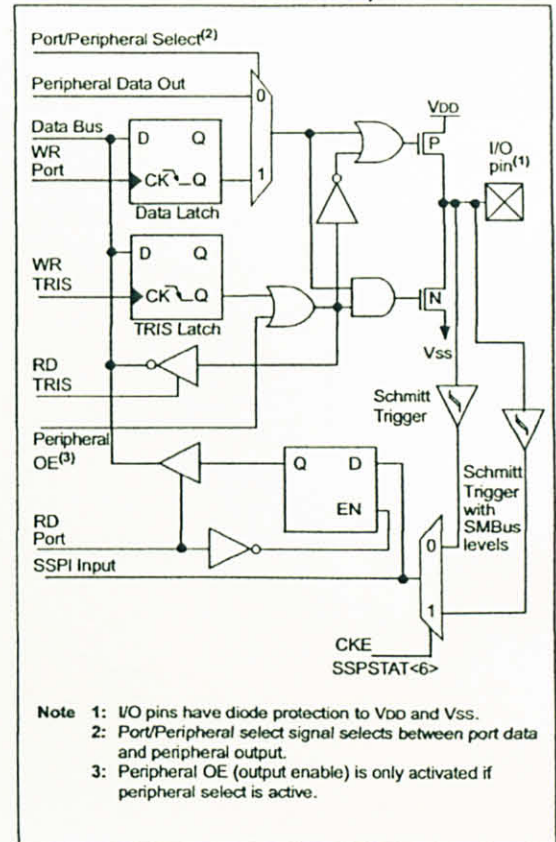 Port/Peripheral Select(2)
Peripheral Data Out
Data Bus
WR
Port
D Q
CK Q
Data Latch
0
1
VDD
P
I/O
pin(1)
WR
TRIS
D Q
CK Q
TRIS Latch
N
Vss
RD
TRIS
Peripheral
OE(3)
Schmitt
Trigger
Q D
EN
Schmitt
Trigger
with
SMBus
levels
RD
Port
SSPI Input
0
1
CKE
SSPSTAT<6>
Note 1: I/O pins have diode protection to VDD and Vss.
2: Port/Peripheral select signal selects between port data
and peripheral output.
3: Peripheral OE (output enable) is only activated if
peripheral select is active.